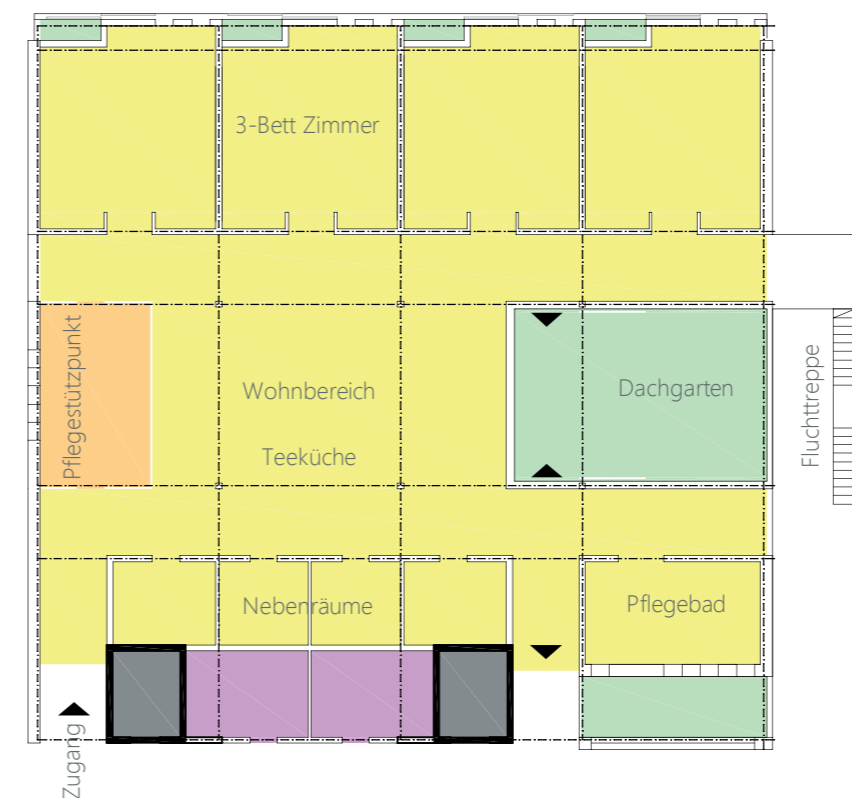 3-Bett Zimmer
Pflegestützpunkt
Wohnbereich
Teeküche
Dachgarten
Fluchttreppe
Nebenräume
Pflegebad
Zugang